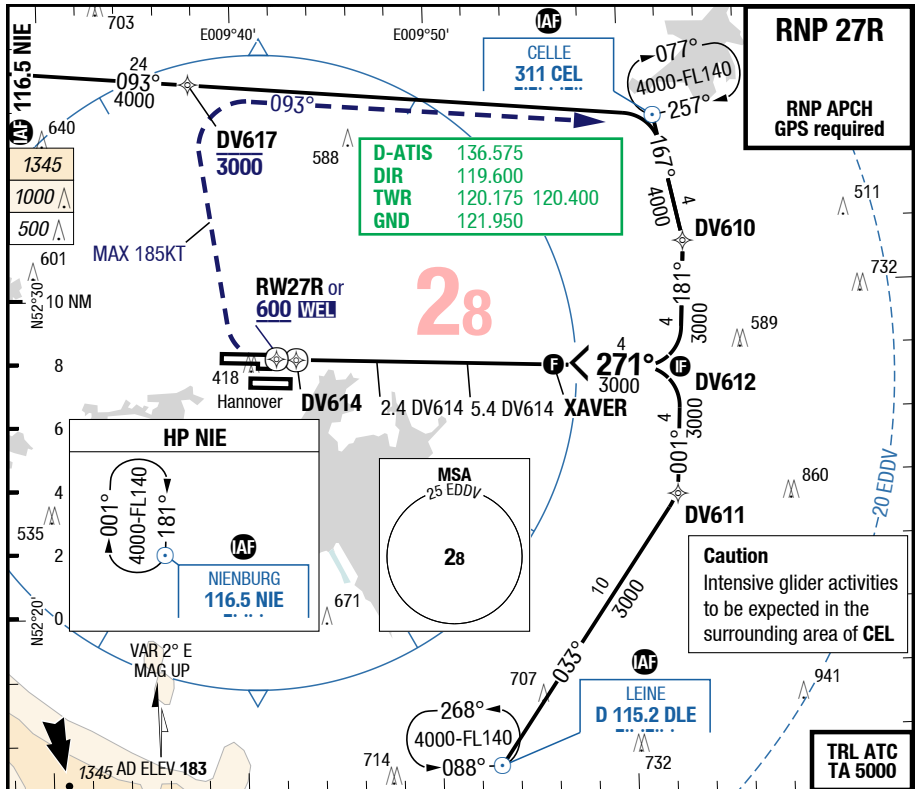 703
E009°40'
E009°50'
IAF
CELLE
311 CEL
077°
4000-FL140
257°
RNP 27R
RNP APCH
GPS required
IAF 116.5 NIE
24
093°
4000
093°
DV617
3000
640
588
1345
1000
500
D-ATIS 136.575
DIR 119.600
TWR 120.175 120.400
GND 121.950
167°
4
4000
DV610
511
MAX 185KT
601
N52°30'
10 NM
RW27R or
600 WEL
28
181°
4
3000
732
589
8
418
Hannover
DV614
2.4 DV614
5.4 DV614
F
XAVER
4
271°
3000
IF
DV612
6
HP NIE
001°
4000-FL140
181°
IAF
NIENBURG
116.5 NIE
4
535
2
N52°20'
0
671
MSA
25 EDDV
28
4
3000
001°
DV611
860
20 EDDV
Caution
Intensive glider activities
to be expected in the
surrounding area of CEL
10
3000
033°
VAR 2° E
MAG UP
707
IAF
LEINE
D 115.2 DLE
941
268°
4000-FL140
088°
714
732
1345
AD ELEV 183
TRL ATC
TA 5000